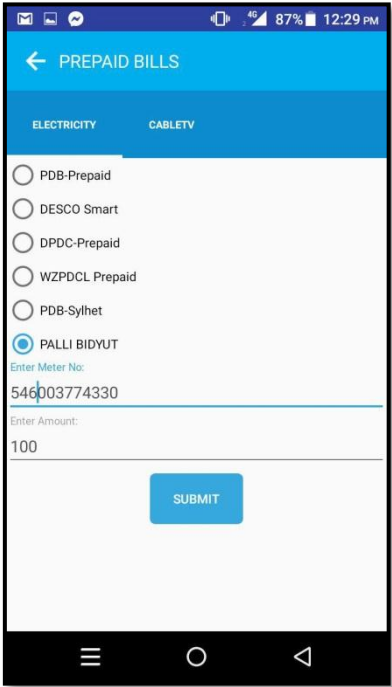 4G 87% 12:29 PM
PREPAID BILLS
ELECTRICITY CABLETV
PDB-Prepaid
DESCO Smart
DPDC-Prepaid
WZPDCL Prepaid
PDB-Sylhet
PALLI BIDYUT
Enter Meter No:
546003774330
Enter Amount:
100
SUBMIT